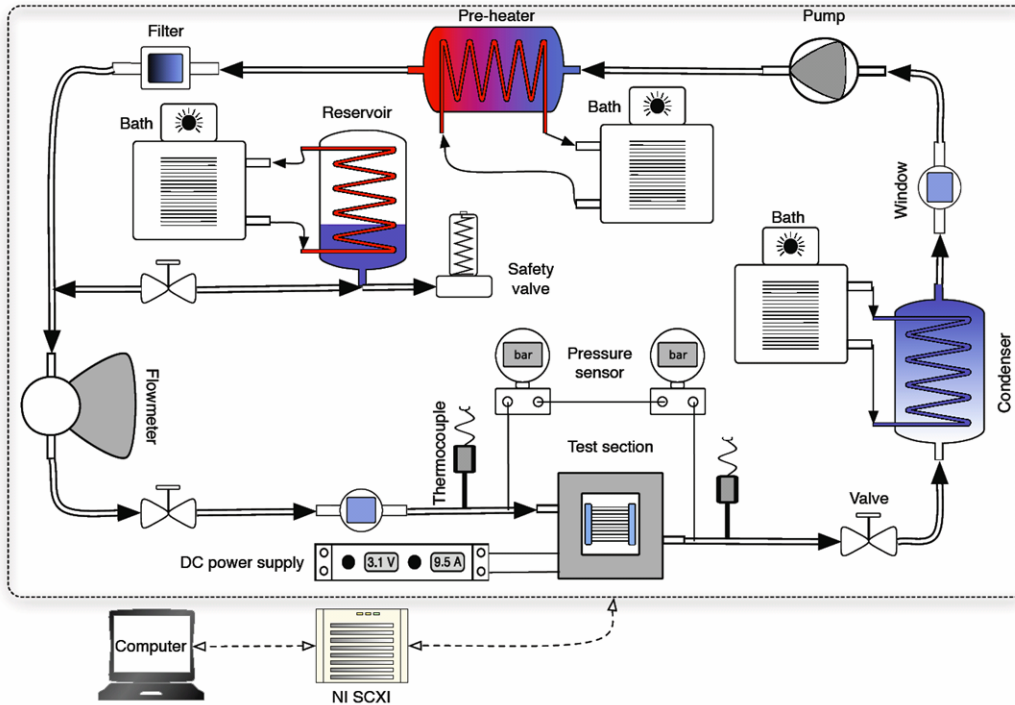 Pre-heater
Pump
Filter
Bath
Reservoir
Bath
Window
Bath
Safety
valve
bar
Pressure
sensor
bar
Flowmeter
Condenser
Thermocouple
Test section
Valve
DC power supply
3.1 V
9.5 A
Computer
NI SCXI